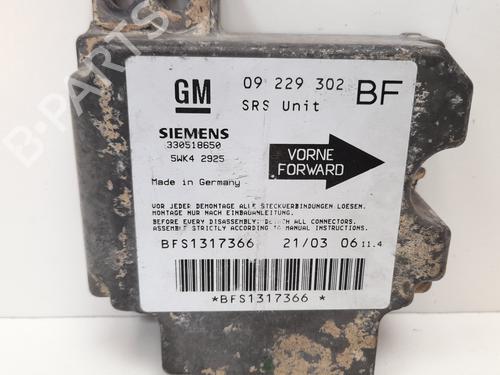 GM
09 229 302 BF
SRS Unit
SIEMENS
330518650
5WK4 2925
VORNE
FORWARD
Made in Germany
VOR JEDER DEMONTAGE ALLE STECKVERBINDUNGEN LOESEN.
MONTAGE NUR NACH EINBAUANLEITUNG.
BEFORE EVERY DISASSEMBLY: DETACH ALL CONNECTORS.
ASSEMBLE STRICTLY ACCORDING TO MANUAL INSTRUCTIONS.
BFS1317366 21/03 06 11.4
*BFS1317366 *
B-PARTS